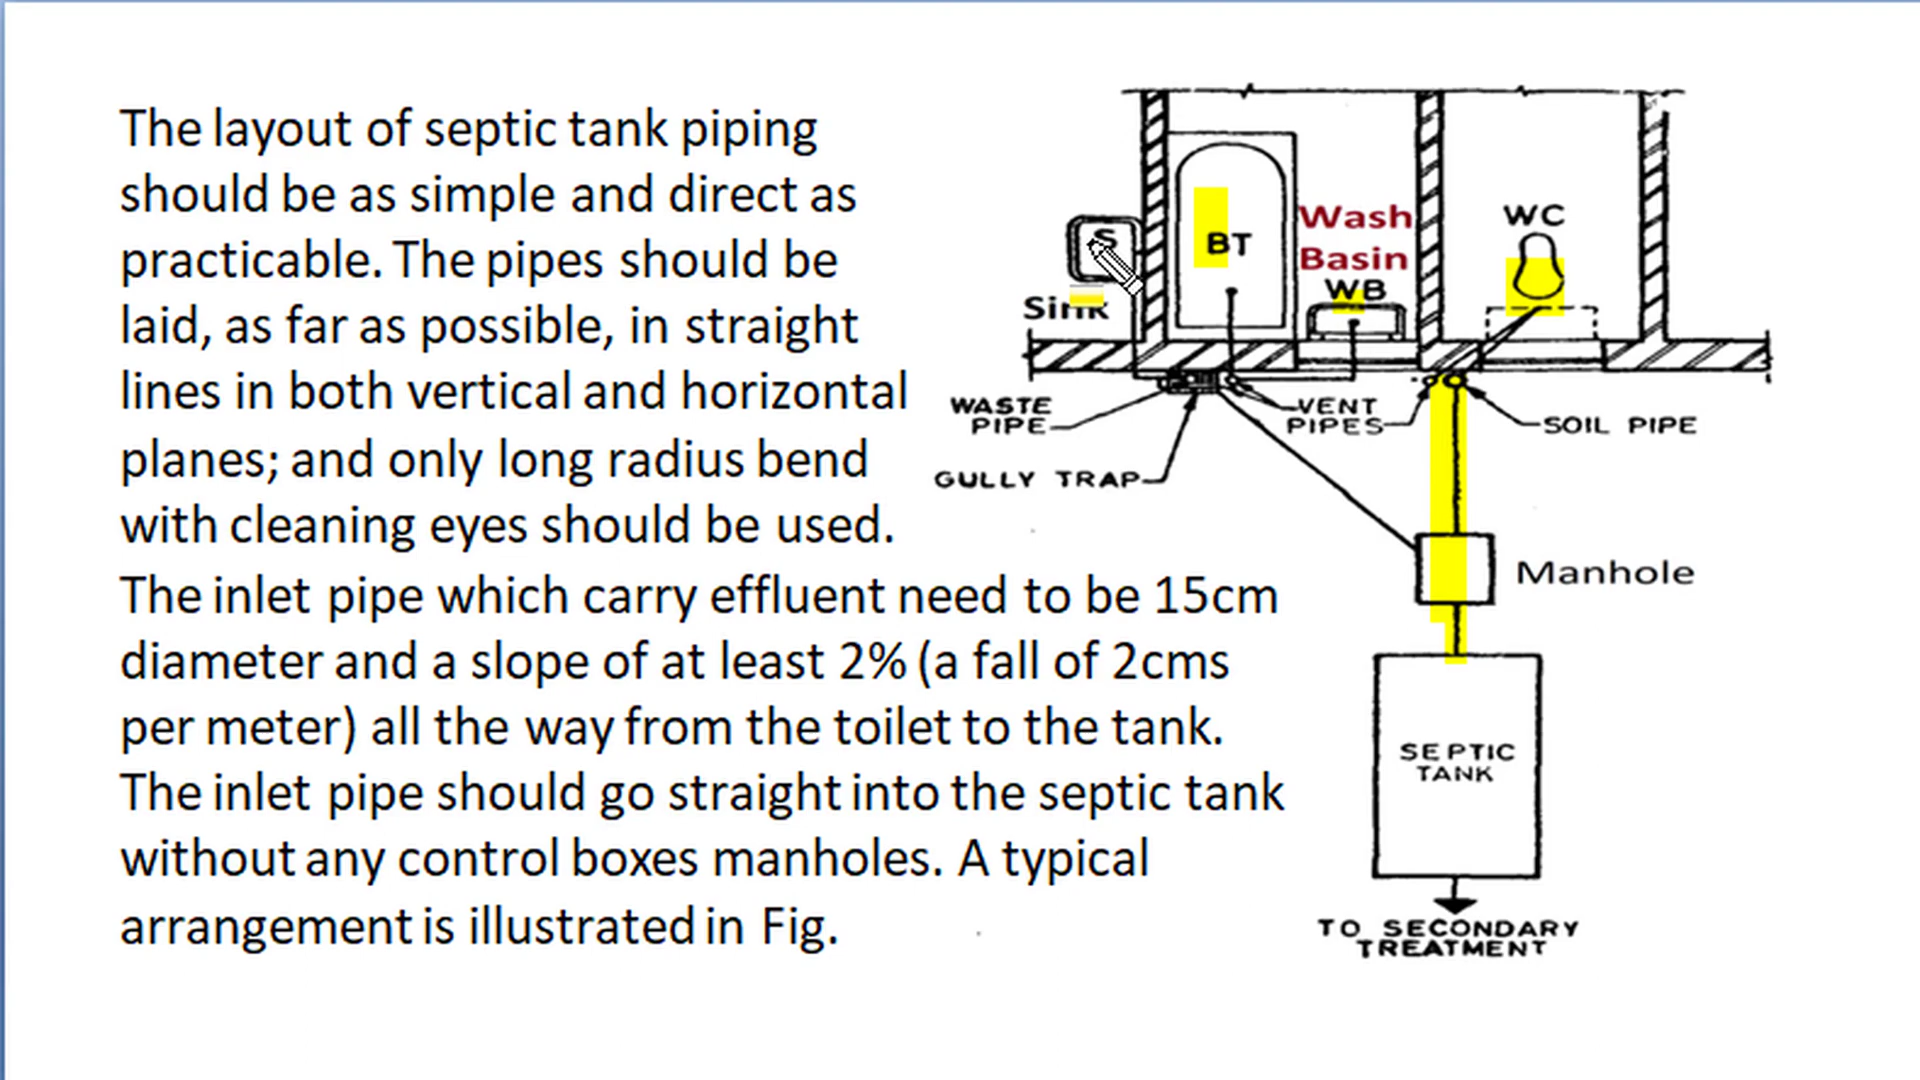 The layout of septic tank piping
should be as simple and direct as
practicable. The pipes should be
laid, as far as possible, in straight
lines in both vertical and horizontal
planes; and only long radius bend
with cleaning eyes should be used.
The inlet pipe which carry effluent need to be 15cm
diameter and a slope of at least 2% (a fall of 2cms
per meter) all the way from the toilet to the tank.
The inlet pipe should go straight into the septic tank
without any control boxes manholes. A typical
arrangement is illustrated in Fig.
S
Sink
BT
Wash
Basin
WB
WC
WASTE
PIPE
GULLY TRAP
VENT
PIPES
SOIL PIPE
Manhole
SEPTIC
TANK
TO SECONDARY
TREATMENT